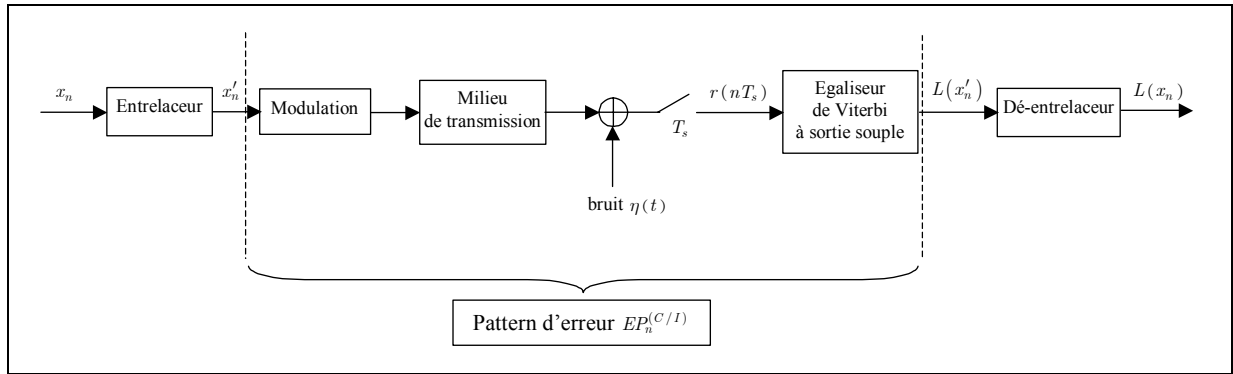 x_n
Entrelaceur
x'_n
Modulation
Milieu
de transmission
T_s
r(nT_s)
Egaliseur
de Viterbi
à sortie souple
L(x'_n)
Dé-entrelaceur
L(x_n)
bruit η(t)
Pattern d'erreur EP_n^{(C/I)}